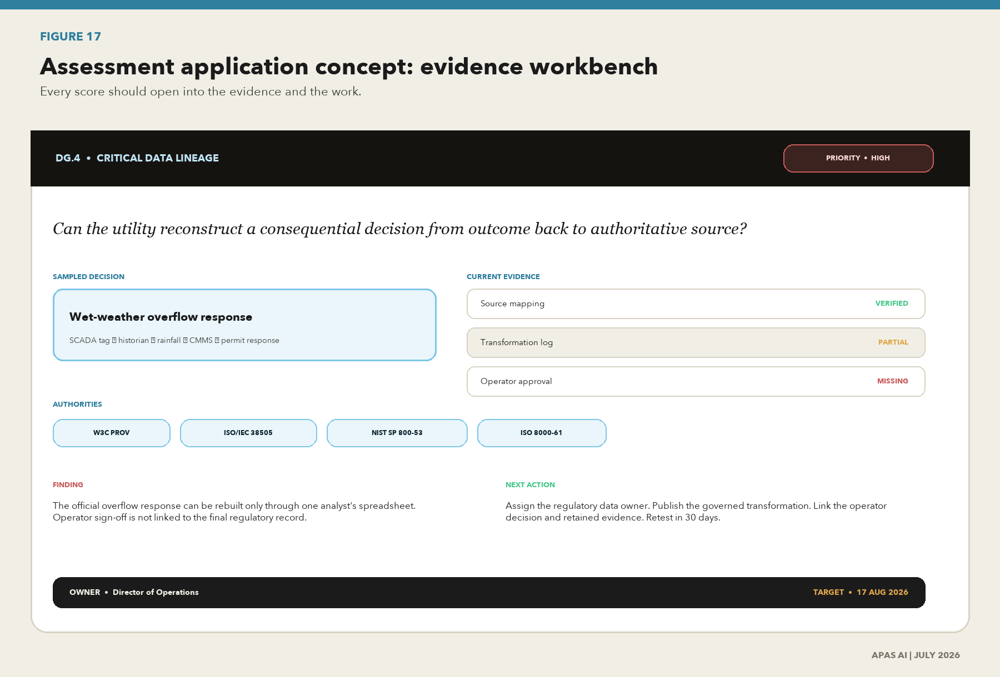 FIGURE 17
Assessment application concept: evidence workbench
Every score should open into the evidence and the work.
DG.4 • CRITICAL DATA LINEAGE
PRIORITY • HIGH
Can the utility reconstruct a consequential decision from outcome back to authoritative source?
SAMPLED DECISION
Wet-weather overflow response
SCADA tag ⍰ historian ⍰ rainfall ⍰ CMMS ⍰ permit response
CURRENT EVIDENCE
Source mapping VERIFIED
Transformation log PARTIAL
Operator approval MISSING
AUTHORITIES
W3C PROV
ISO/IEC 38505
NIST SP 800-53
ISO 8000-61
FINDING
The official overflow response can be rebuilt only through one analyst's spreadsheet.
Operator sign-off is not linked to the final regulatory record.
NEXT ACTION
Assign the regulatory data owner. Publish the governed transformation. Link the operator
decision and retained evidence. Retest in 30 days.
OWNER • Director of Operations
TARGET • 17 AUG 2026
APAS AI | JULY 2026